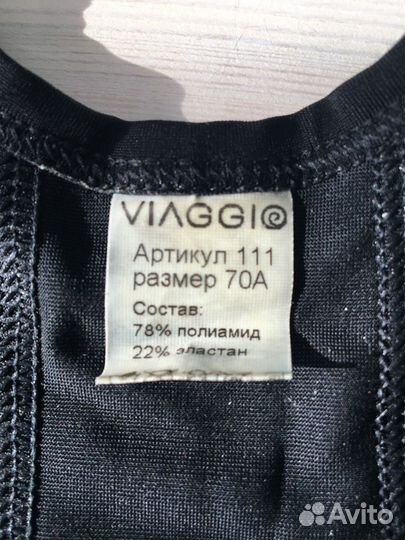 VIAGGIO
Артикул 111
размер 70А
Состав:
78% полиамид
22% эластан
Avito